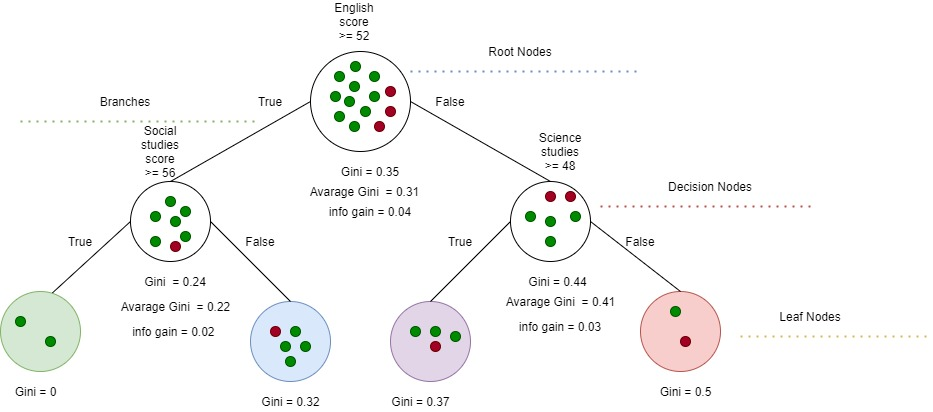 English
score
>= 52
Root Nodes
Branches
True
False
Social
studies
score
>= 56
Science
studies
>= 48
Gini = 0.35
Avarage Gini = 0.31
info gain = 0.04
Decision Nodes
True
False
True
False
Gini = 0.24
Avarage Gini = 0.22
info gain = 0.02
Gini = 0.44
Avarage Gini = 0.41
info gain = 0.03
Leaf Nodes
Gini = 0
Gini = 0.32
Gini = 0.37
Gini = 0.5